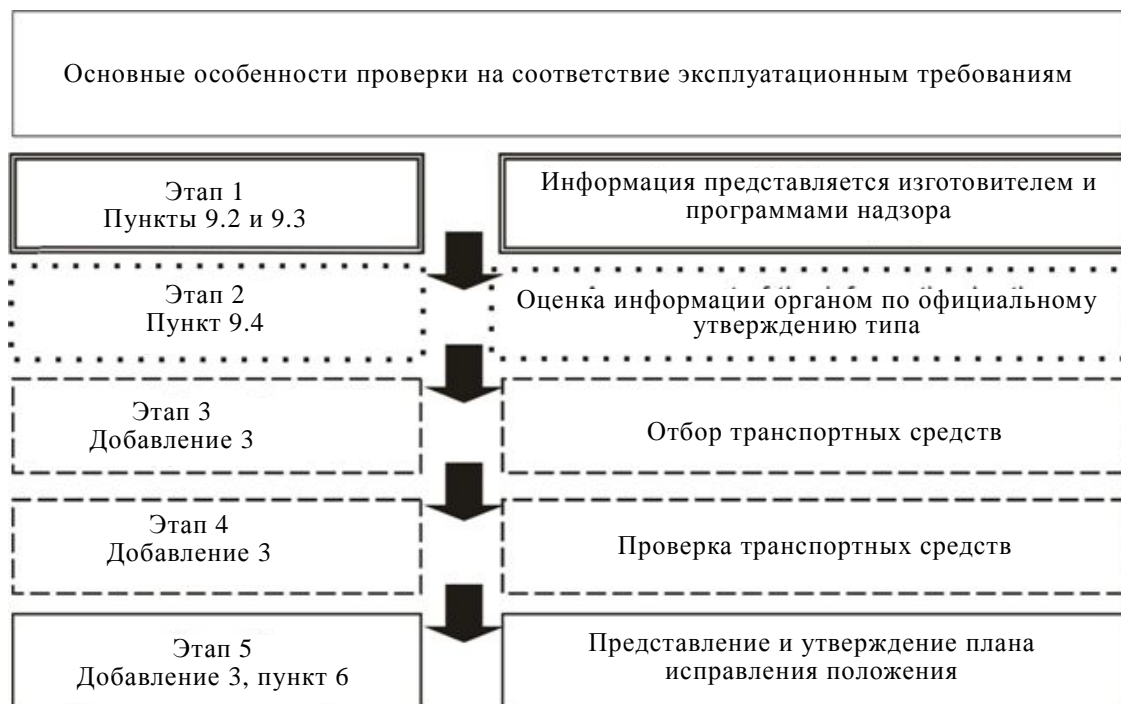 Основные особенности проверки на соответствие эксплуатационным требованиям
Этап 1
Пункты 9.2 и 9.3
Информация представляется изготовителем и
программами надзора
Этап 2
Пункт 9.4
Оценка информации органом по официальному
утверждению типа
Этап 3
Добавление 3
Отбор транспортных средств
Этап 4
Добавление 3
Проверка транспортных средств
Этап 5
Добавление 3, пункт 6
Представление и утверждение плана
исправления положения